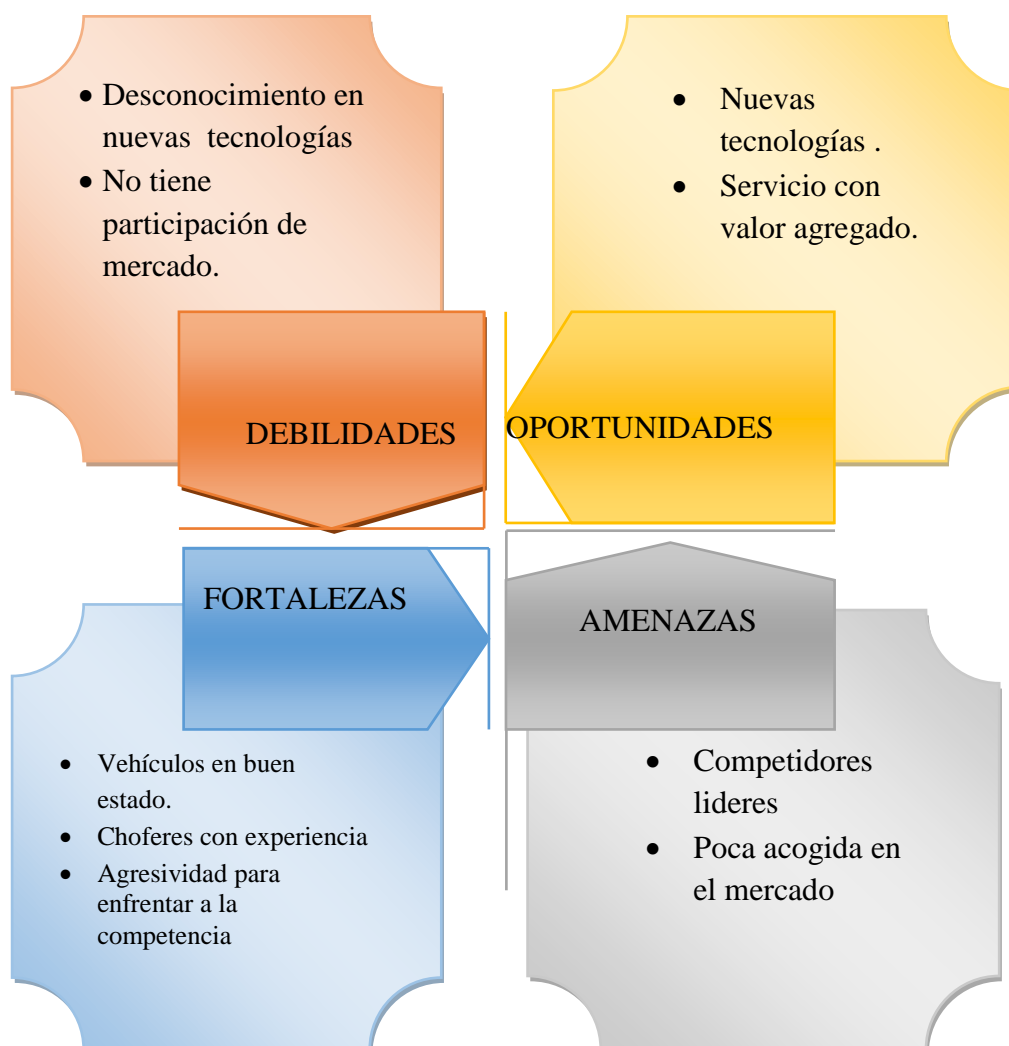 • Desconocimiento en
nuevas tecnologías
• No tiene
participación de
mercado.
• Nuevas
tecnologías .
• Servicio con
valor agregado.
DEBILIDADES
OPORTUNIDADES
FORTALEZAS
AMENAZAS
• Vehículos en buen
estado.
• Choferes con experiencia
• Agresividad para
enfrentar a la
competencia
• Competidores
lideres
• Poca acogida en
el mercado